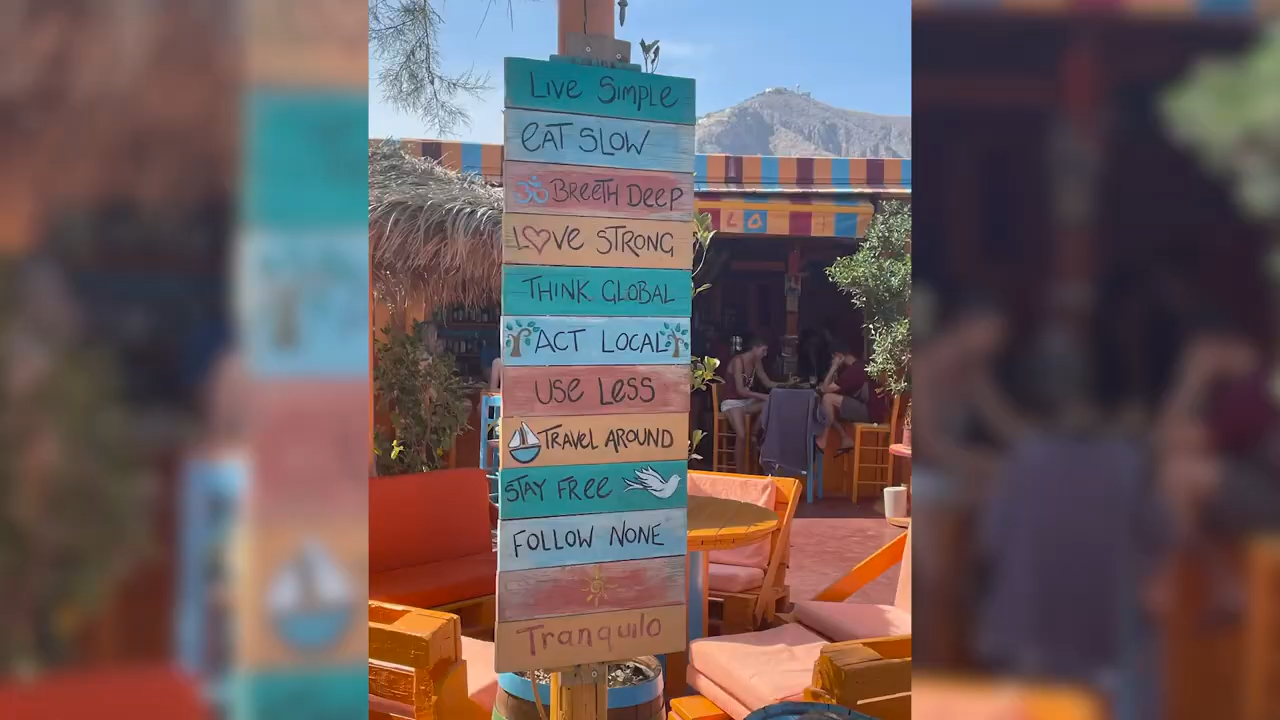 Live Simple
eAT SLOW
ॐ BReeTH DeeP
LOVe STRONG
THINK GLOBAL
ACT LOCAL
USe Less
TRAVeL AROUND
STAY FRee
FOLLOW NONe
Tranquilo